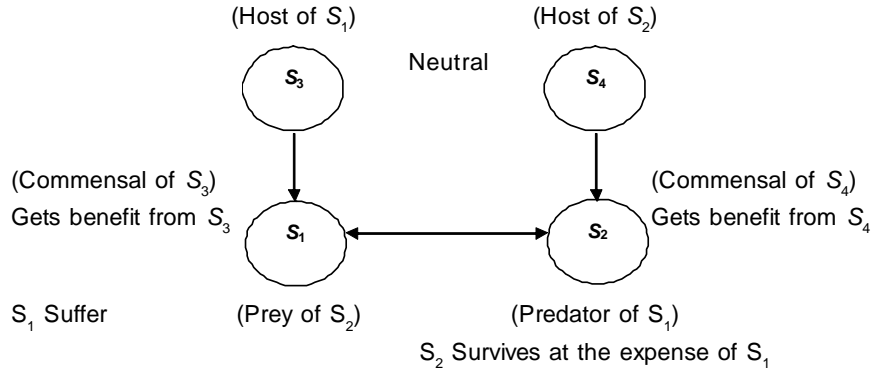 (Host of S₁) (Host of S₂)
Neutral
S₃ S₄
(Commensal of S₃) (Commensal of S₄)
Gets benefit from S₃ Gets benefit from S₄
S₁ S₂
S₁ Suffer (Prey of S₂) (Predator of S₁)
S₂ Survives at the expense of S₁